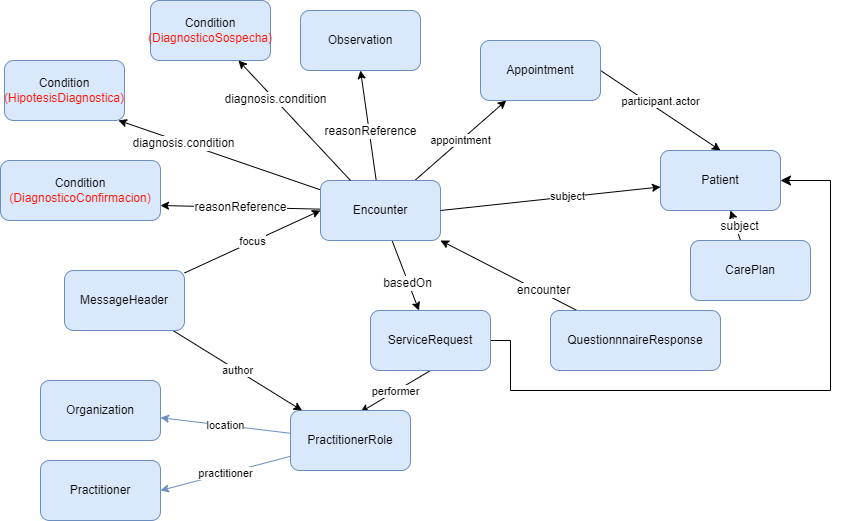 Condition
(DiagnosticoSospecha)
Observation
Appointment
Condition
(HipotesisDiagnostica)
diagnosis.condition
participant.actor
reasonReference
appointment
diagnosis.condition
Condition
(DiagnosticoConfirmacion)
Patient
reasonReference
Encounter
subject
subject
focus
CarePlan
basedOn
encounter
MessageHeader
ServiceRequest
QuestionnnaireResponse
author
performer
Organization
location
PractitionerRole
practitioner
Practitioner